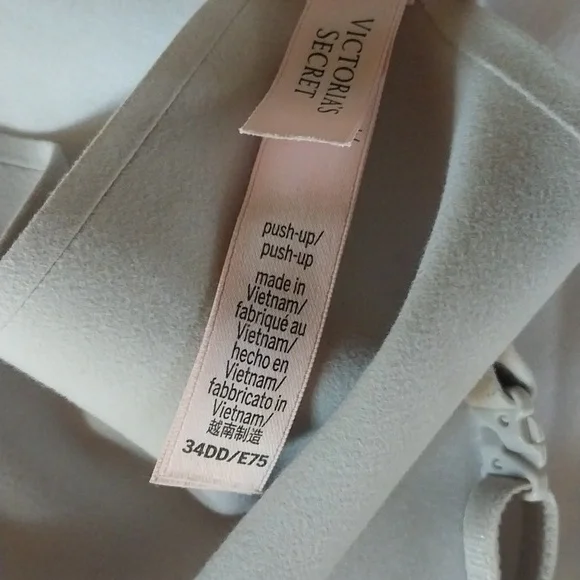 VICTORIA'S
SECRET
push-up/
push-up
made in
Vietnam/
fabriqué au
Vietnam/
hecho en
Vietnam/
fabbricato in
Vietnam/
越南制造
34DD/E75